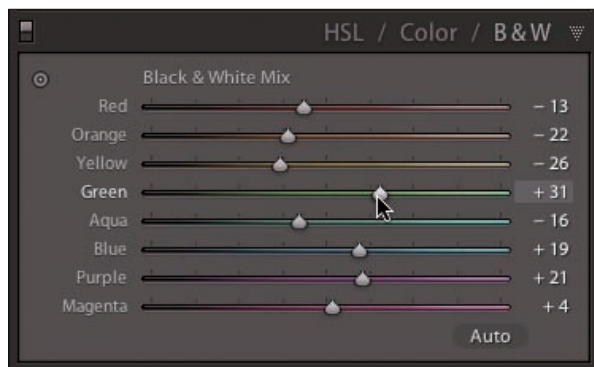 HSL / Color / B&W
Black & White Mix
Red – 13
Orange – 22
Yellow – 26
Green + 31
Aqua – 16
Blue + 19
Purple + 21
Magenta + 4
Auto